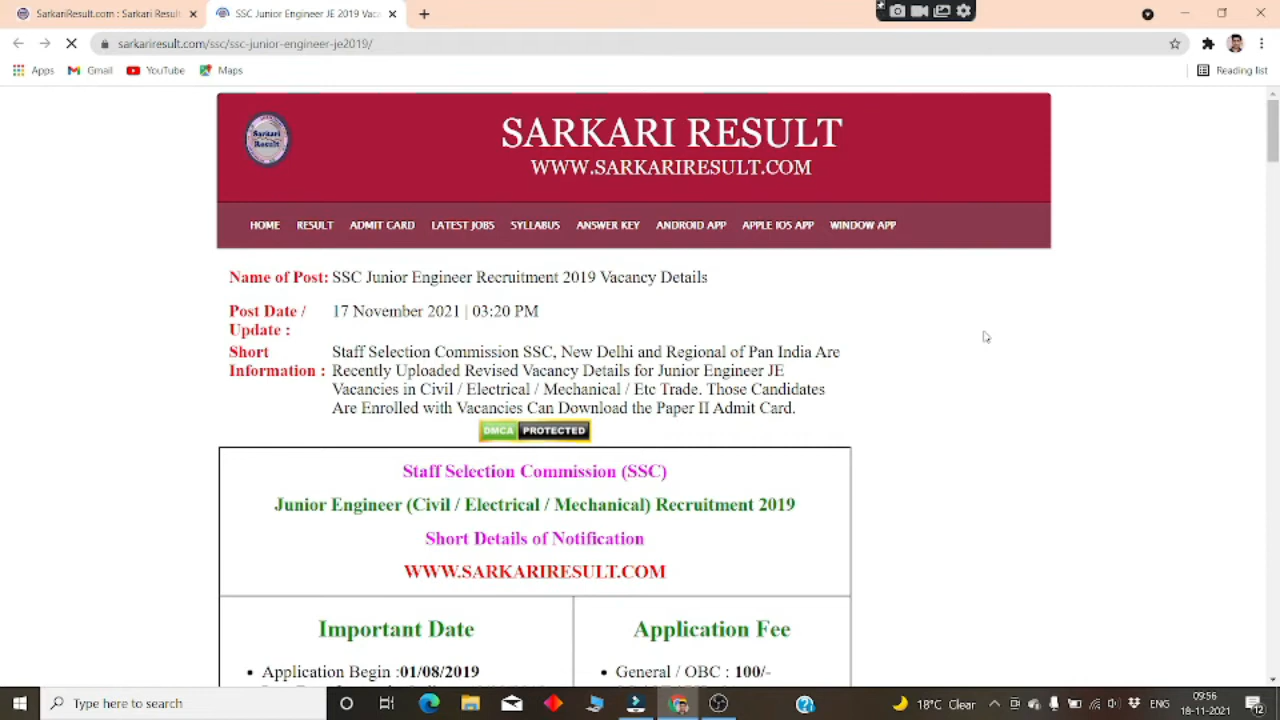 SarkariResult.com : Sarkari Result
SSC Junior Engineer JE 2019 Vaca
sarkariresult.com/ssc/ssc-junior-engineer-je2019/
Apps Gmail YouTube Maps Reading list
Sarkari
Result
SARKARI RESULT
WWW.SARKARIRESULT.COM
HOME RESULT ADMIT CARD LATEST JOBS SYLLABUS ANSWER KEY ANDROID APP APPLE IOS APP WINDOW APP
Name of Post: SSC Junior Engineer Recruitment 2019 Vacancy Details
Post Date / Update : 17 November 2021 | 03:20 PM
Short Information : Staff Selection Commission SSC, New Delhi and Regional of Pan India Are
Recently Uploaded Revised Vacancy Details for Junior Engineer JE
Vacancies in Civil / Electrical / Mechanical / Etc Trade. Those Candidates
Are Enrolled with Vacancies Can Download the Paper II Admit Card.
DMCA PROTECTED
Staff Selection Commission (SSC)
Junior Engineer (Civil / Electrical / Mechanical) Recruitment 2019
Short Details of Notification
WWW.SARKARIRESULT.COM
Important Date
Application Fee
• Application Begin :01/08/2019
• General / OBC : 100/-
Type here to search
18°C Clear
ENG
09:56
18-11-2021